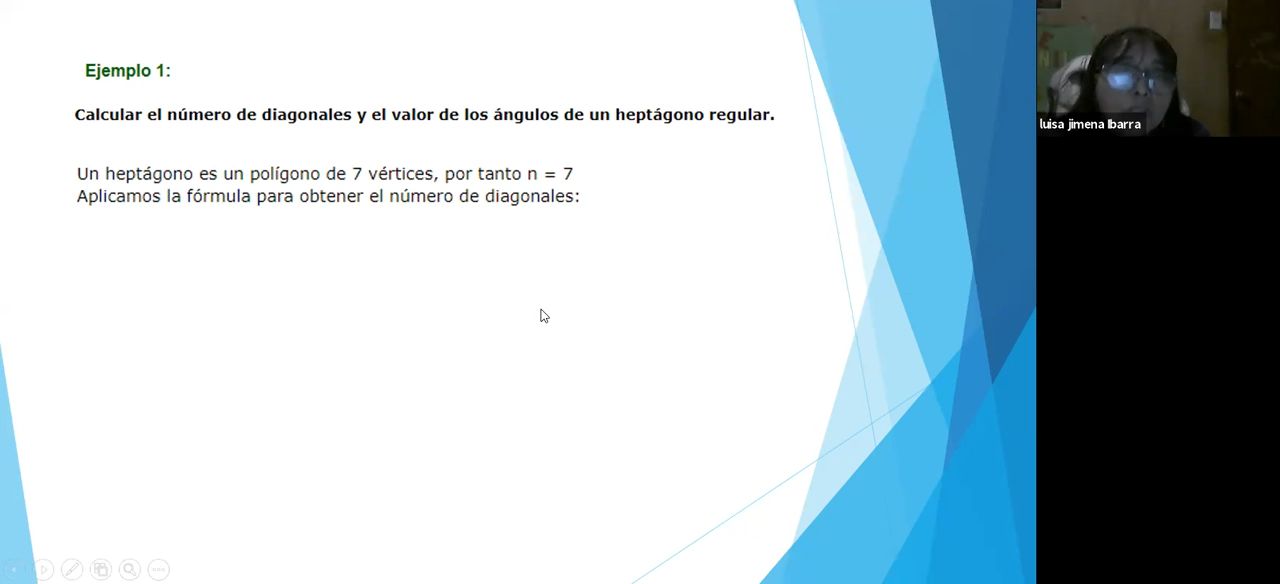 Ejemplo 1:
Calcular el número de diagonales y el valor de los ángulos de un heptágono regular.
Un heptágono es un polígono de 7 vértices, por tanto n = 7
Aplicamos la fórmula para obtener el número de diagonales:
luisa jimena Ibarra